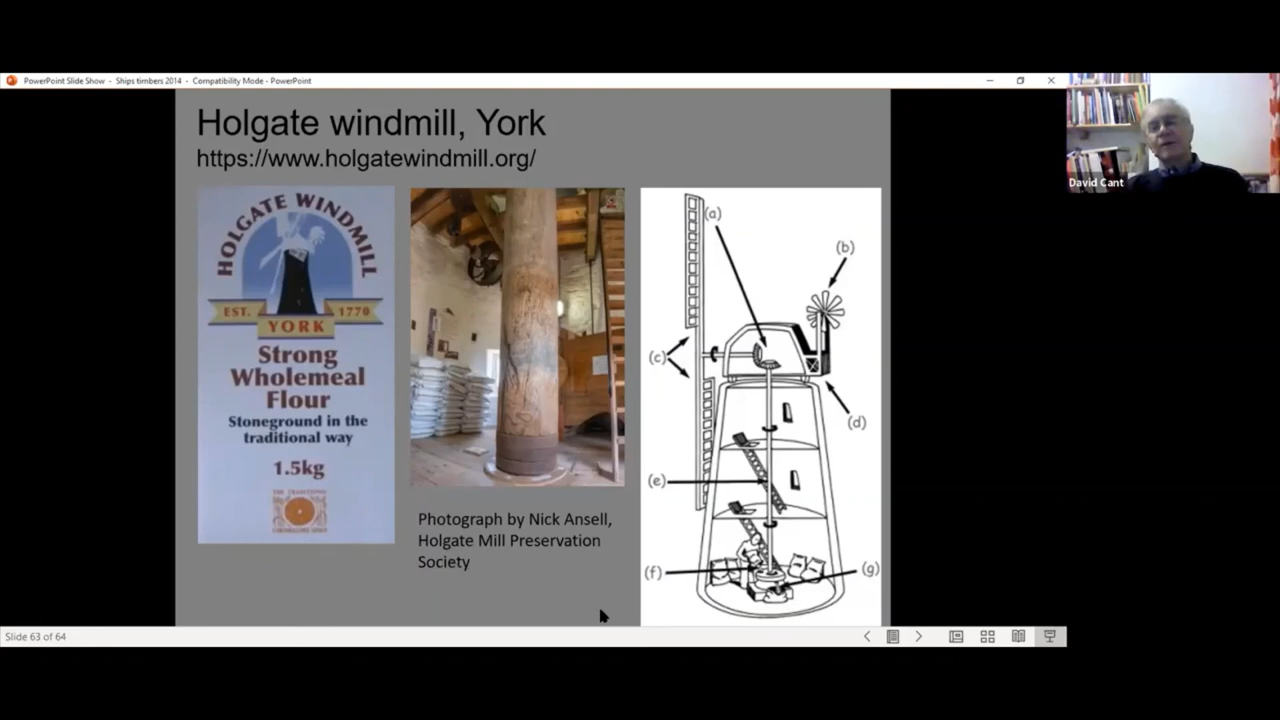 PowerPoint Slide Show - Ships timbers 2014 - Compatibility Mode - PowerPoint
Holgate windmill, York
https://www.holgatewindmill.org/
HOLGATE WINDMILL
EST. 1770
YORK
Strong
Wholemeal
Flour
Stoneground in the
traditional way
1.5kg
THE TRADITIONAL
Photograph by Nick Ansell,
Holgate Mill Preservation
Society
(a)
(b)
(c)
(d)
(e)
(f)
(g)
David Cant
Slide 63 of 64